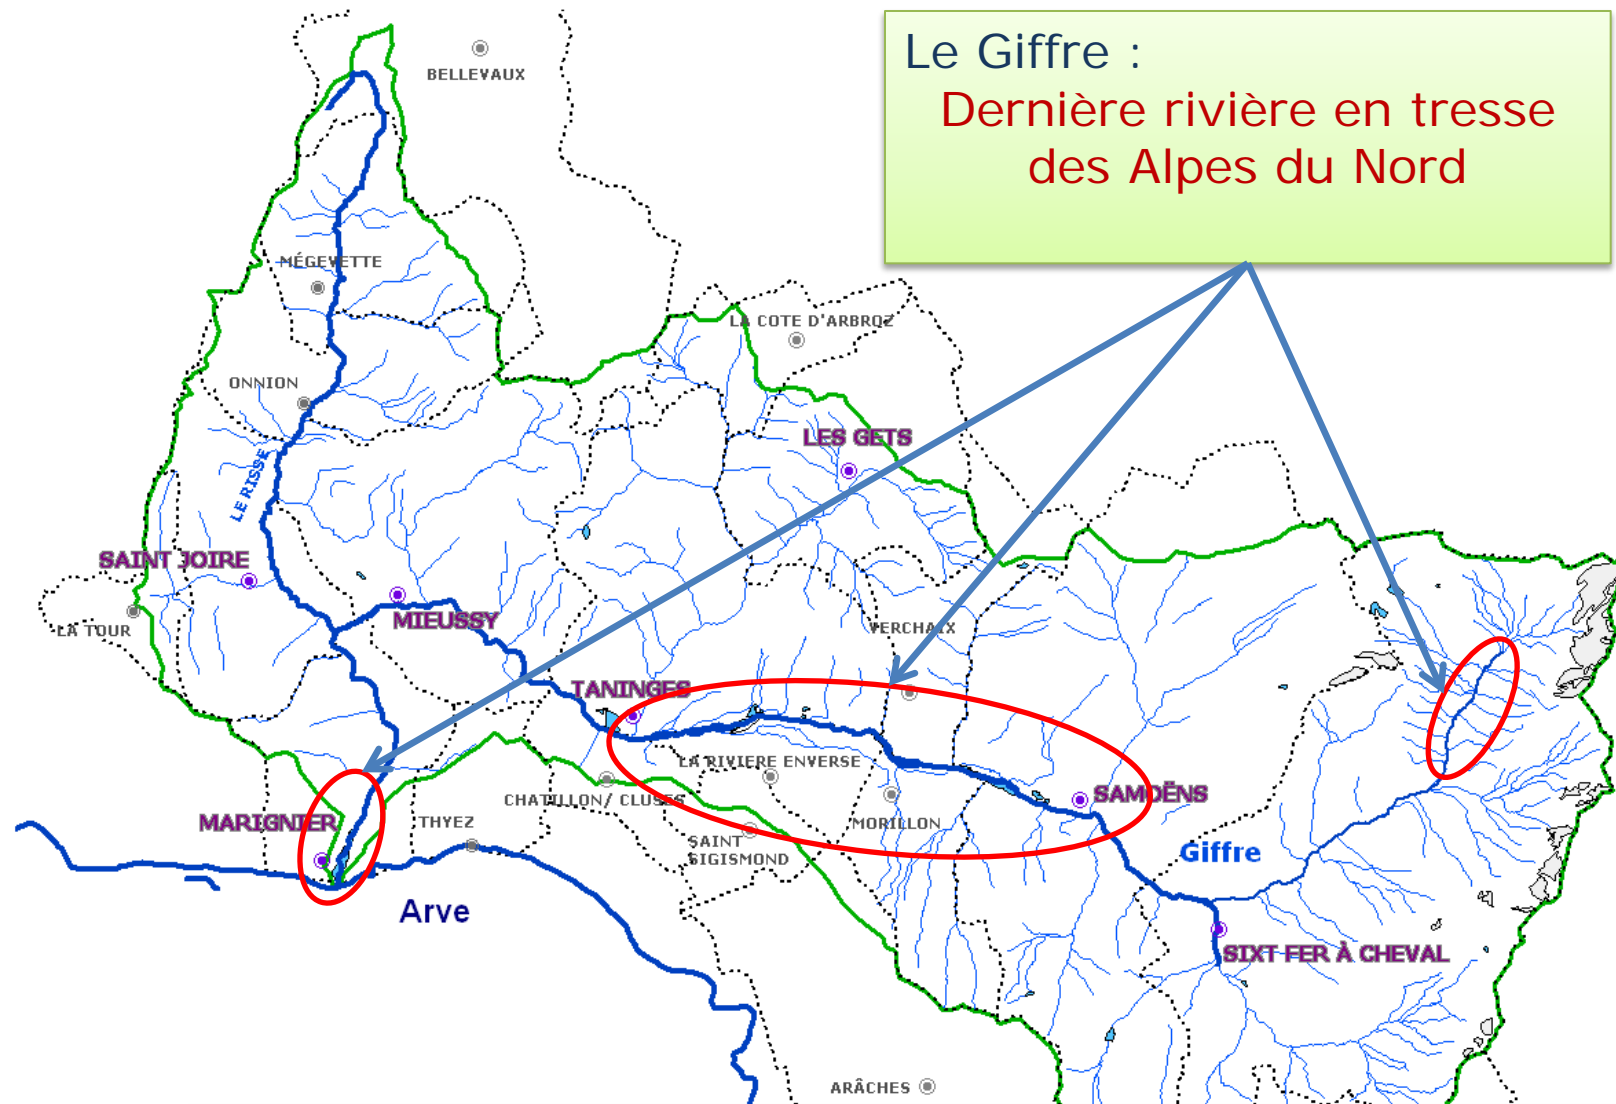 Le Giffre :
Dernière rivière en tresse
des Alpes du Nord
BELLEVAUX
MÉGEVETTE
LA COTE D'ARBROZ
ONNION
LES GETS
LE RISSE
SAINT JOIRE
MIEUSSY
LA TOUR
VERCHAIX
TANINGES
LA RIVIERE ENVERSE
CHATILLON/ CLUSES
SAMOËNS
MARIGNIER
THYEZ
MORILLON
SAINT
SIGISMOND
Giffre
Arve
SIXT FER À CHEVAL
ARÂCHES